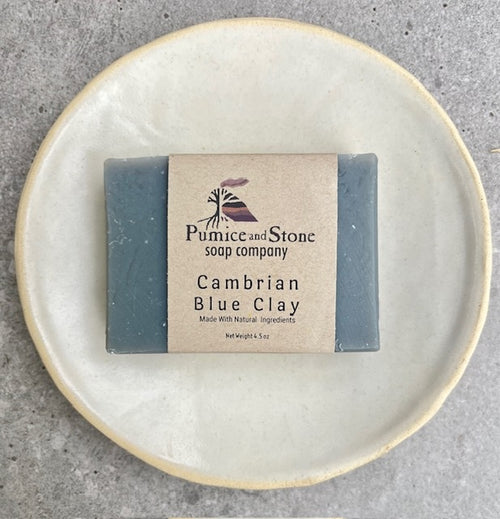 Pumice and Stone
soap company
Cambrian
Blue Clay
Made With Natural Ingredients
Net Weight 4.5 oz